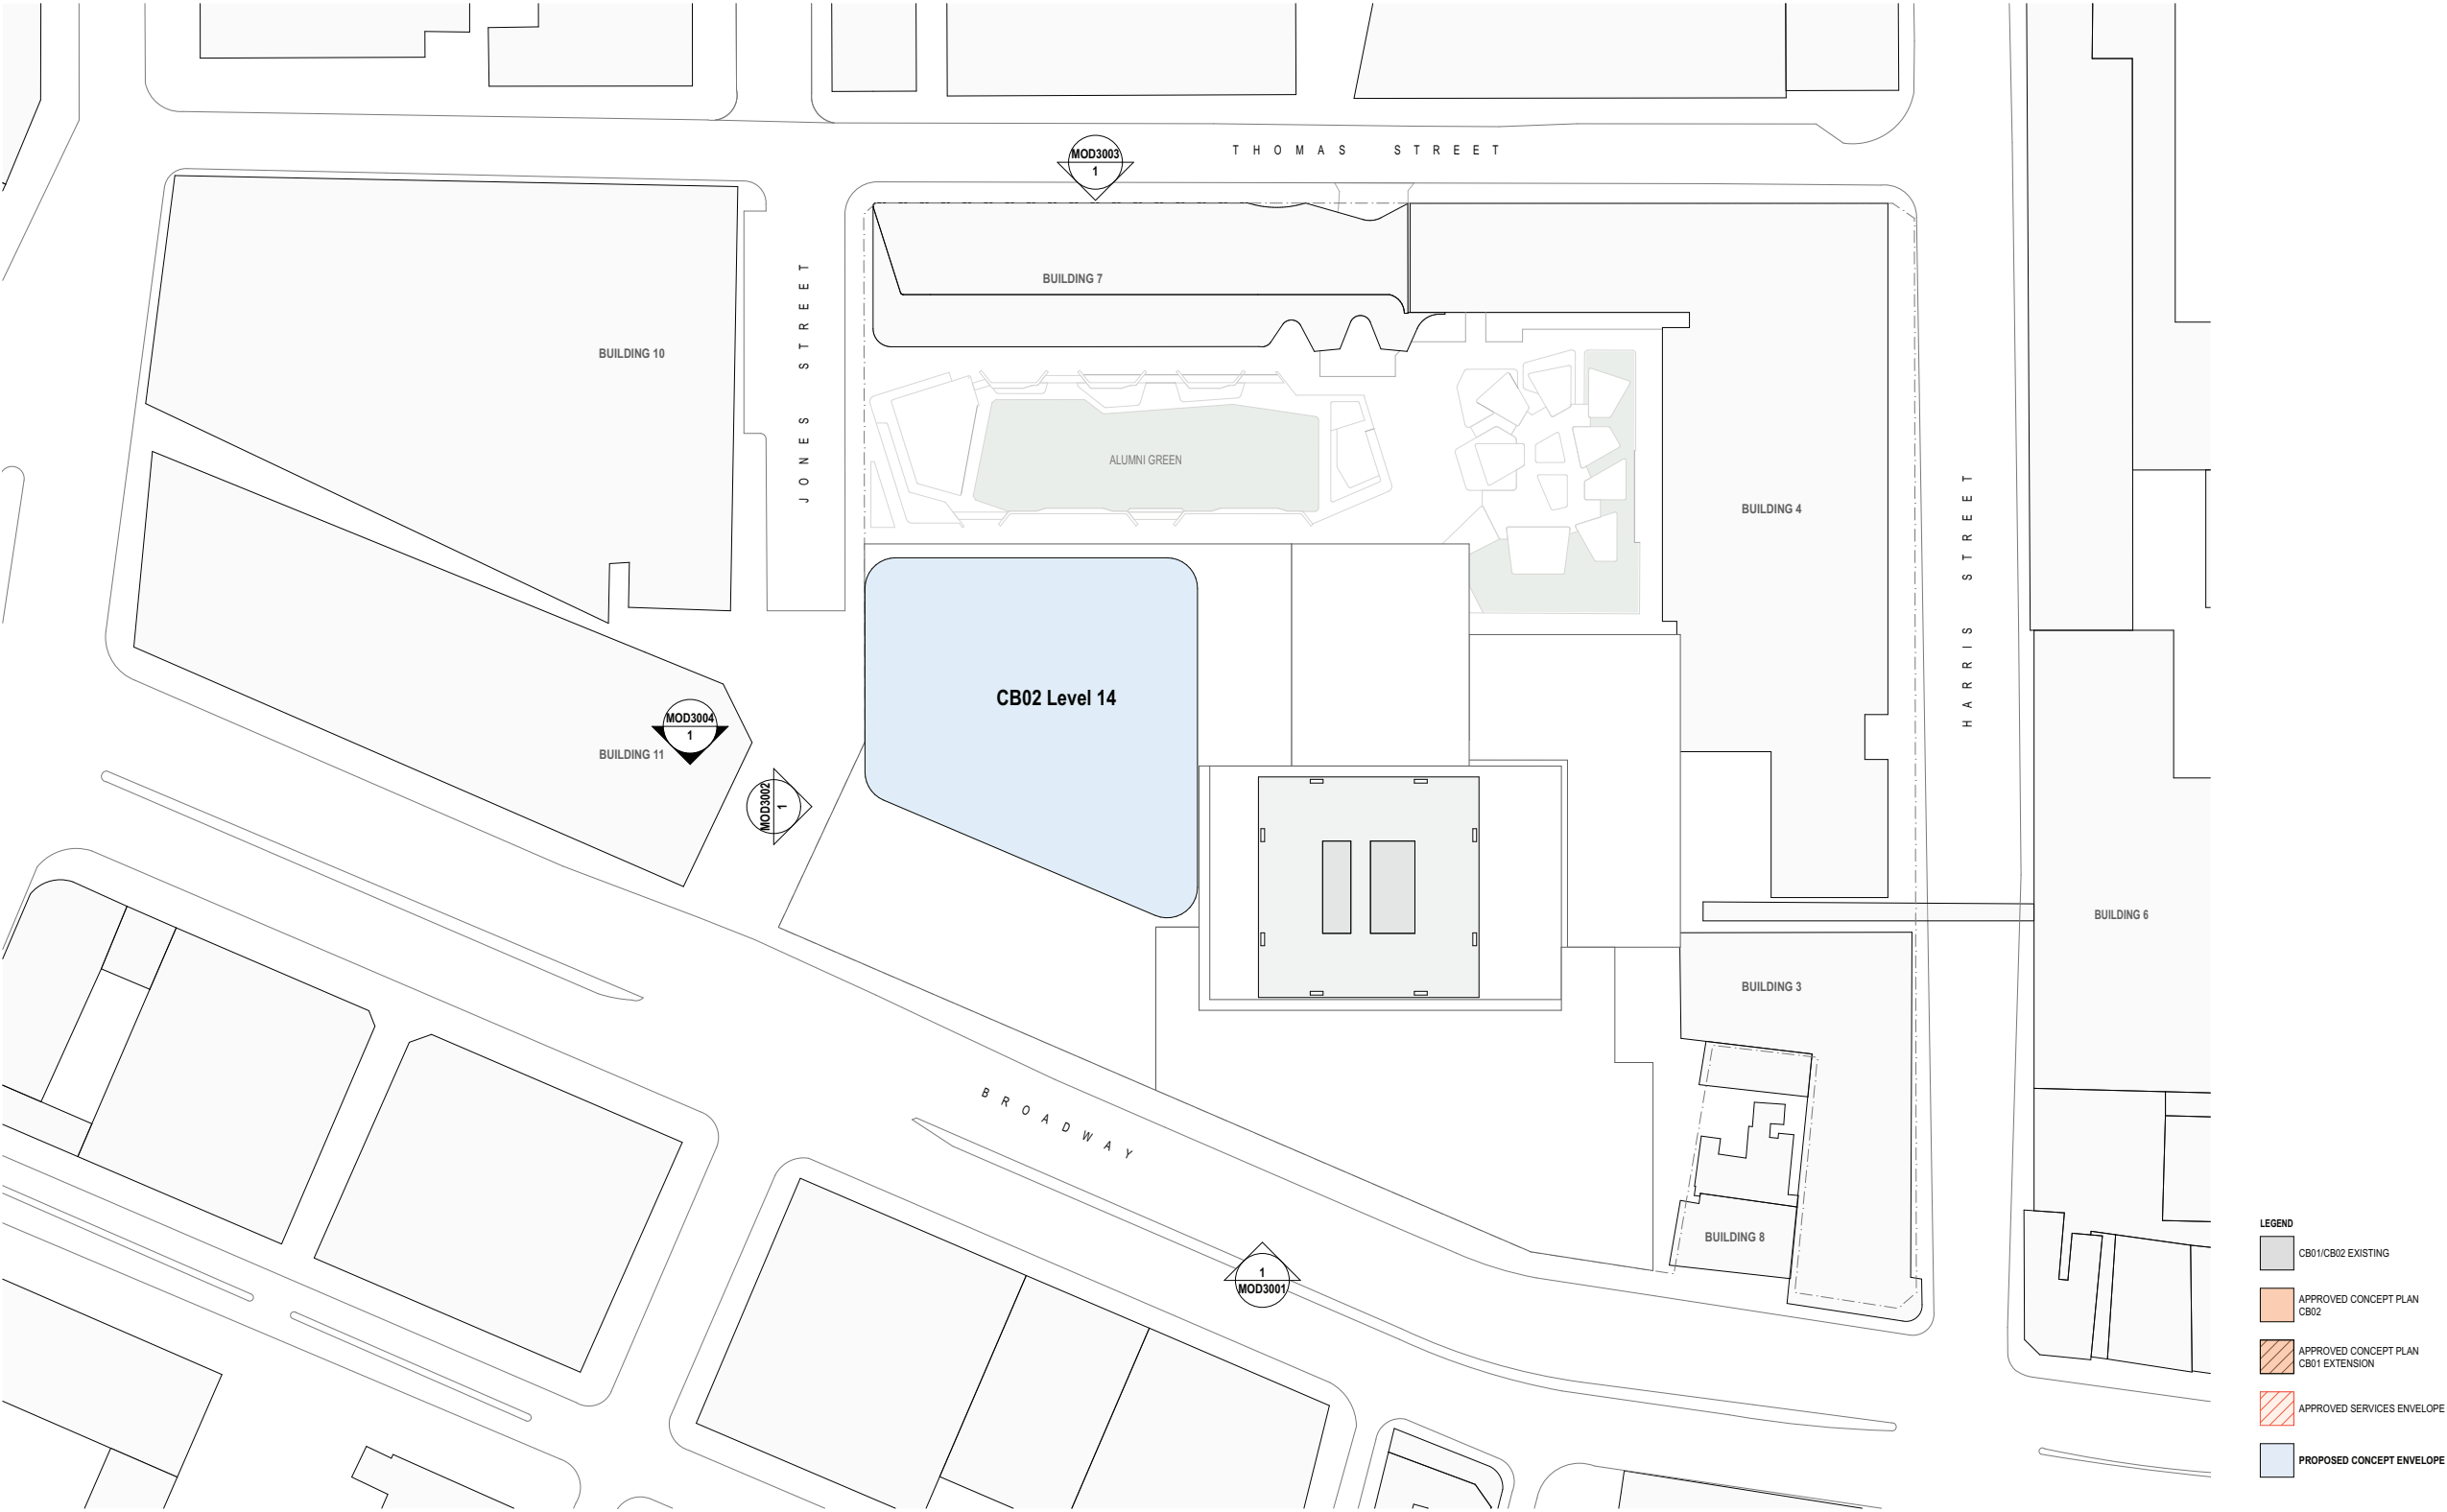 THOMAS STREET
MOD3003
1
BUILDING 7
JONES STREET
BUILDING 10
ALUMNI GREEN
BUILDING 4
HARRIS STREET
CB02 Level 14
MOD3004
1
BUILDING 11
MOD3002
1
BUILDING 6
BUILDING 3
BROADWAY
BUILDING 8
1
MOD3001
LEGEND
CB01/CB02 EXISTING
APPROVED CONCEPT PLAN
CB02
APPROVED CONCEPT PLAN
CB01 EXTENSION
APPROVED SERVICES ENVELOPE
PROPOSED CONCEPT ENVELOPE